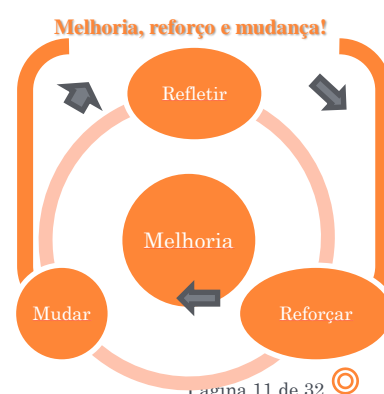 Melhoria, reforço e mudança!
Refletir
Melhoria
Mudar
Reforçar
Página 11 de 32